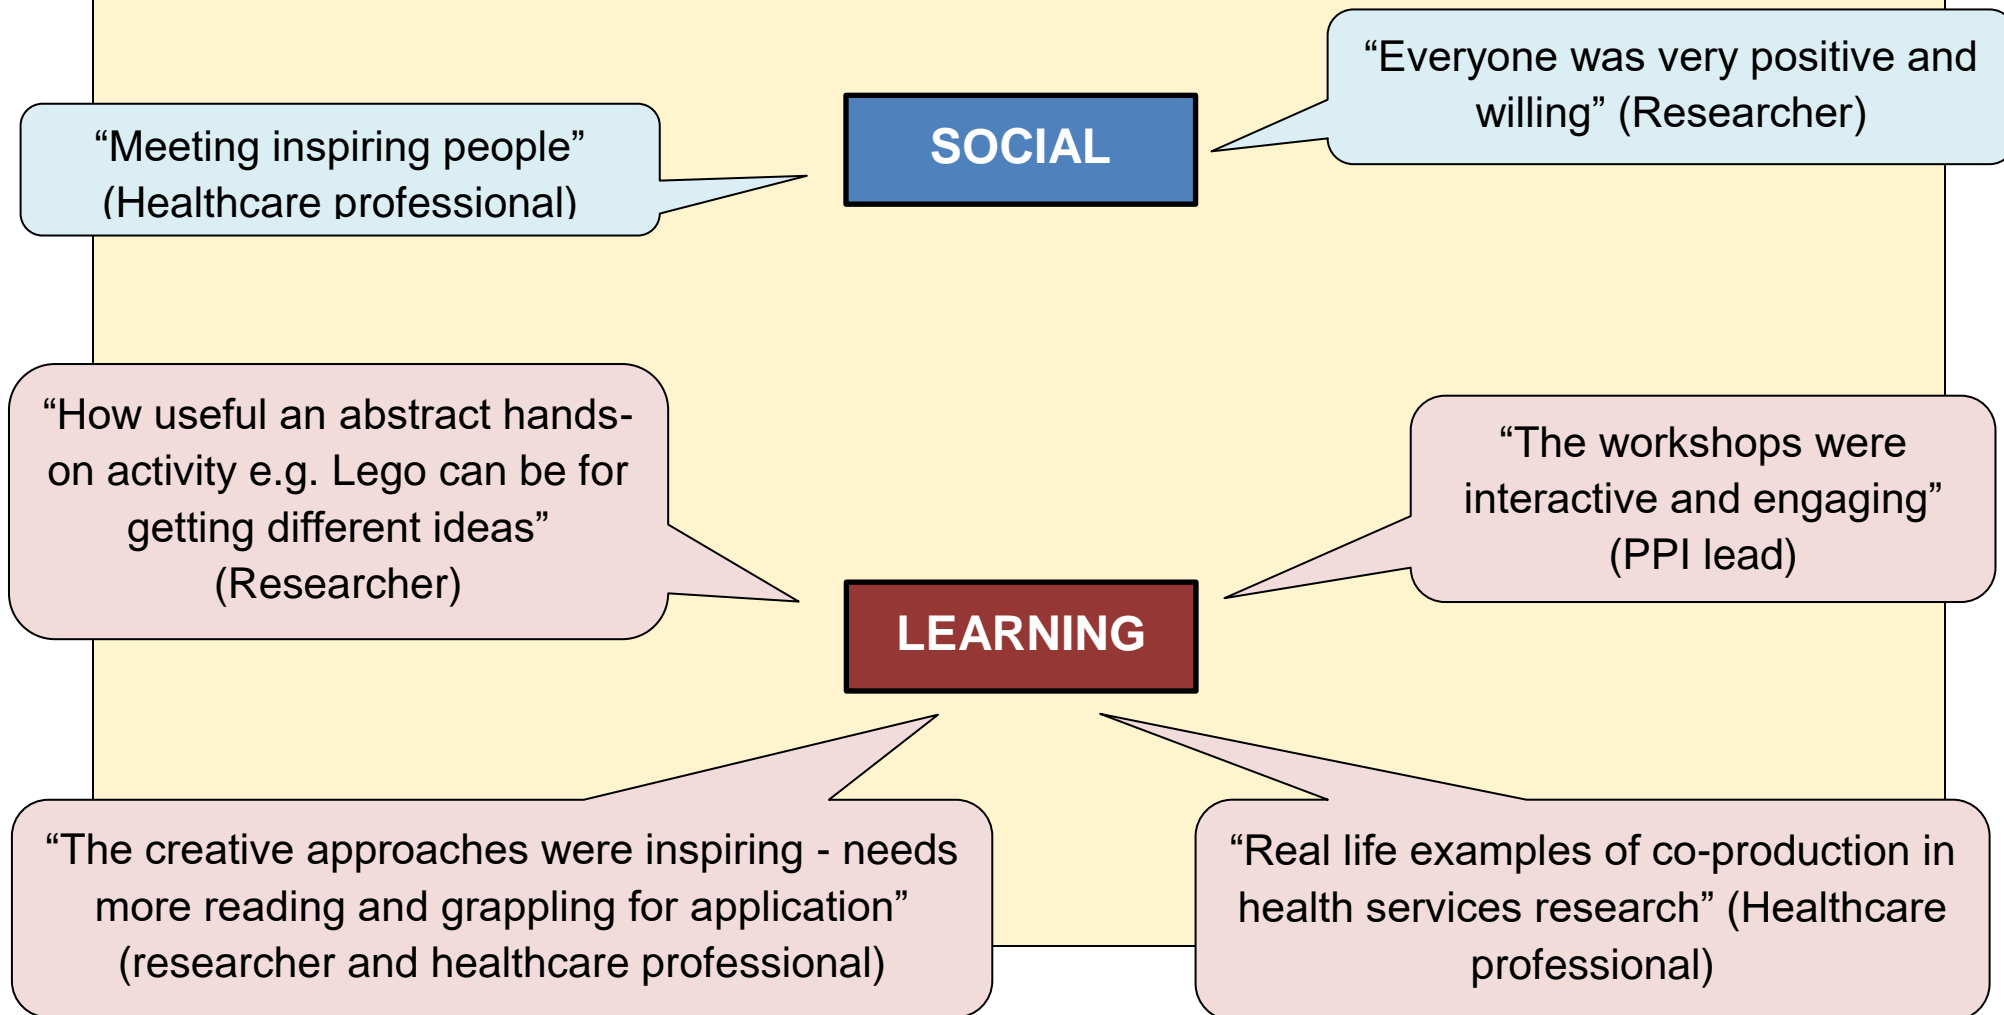 “Everyone was very positive and
willing” (Researcher)
SOCIAL
“Meeting inspiring people”
(Healthcare professional)
“How useful an abstract hands-
on activity e.g. Lego can be for
getting different ideas”
(Researcher)
“The workshops were
interactive and engaging”
(PPI lead)
LEARNING
“The creative approaches were inspiring - needs
more reading and grappling for application”
(researcher and healthcare professional)
“Real life examples of co-production in
health services research” (Healthcare
professional)